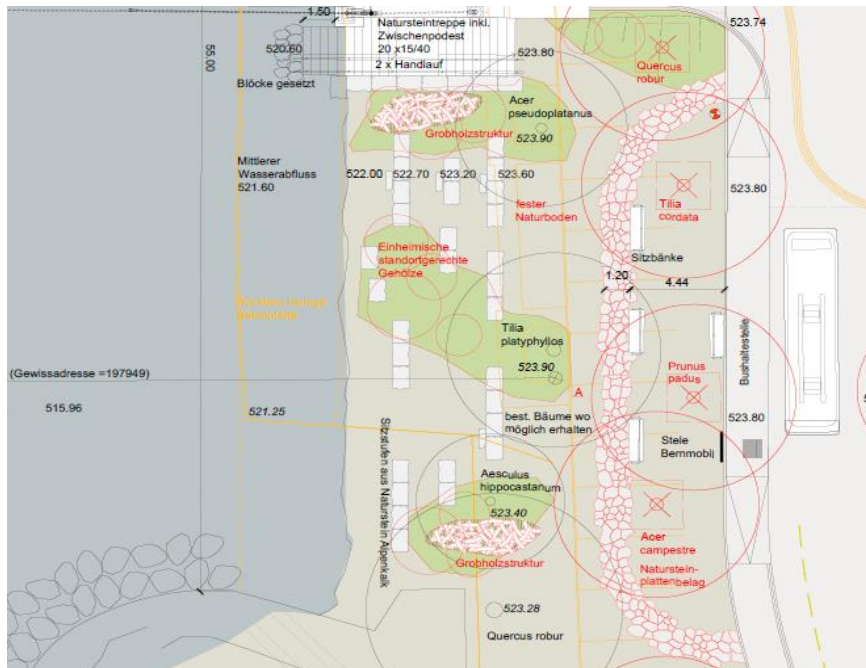 1.50
Natursteintreppe inkl.
Zwischenpodest
20 x15/40
2 x Handlauf
520.60
55.00
Blöcke gesetzt
523.80
523.74
Quercus
robur
Acer
pseudoplatanus
523.90
Grobholzstruktur
Mittlerer
Wasserabfluss
521.60
522.00
522.70
523.20
523.60
523.80
fester
Naturboden
Tilia
cordata
Einheimische
standortgerechte
Gehölze
Sitzbänke
1.20
4.44
Tilia
platyphyllos
523.90
(Gewissadresse =197949)
515.96
521.25
A
best. Bäume wo
möglich erhalten
Prunus
padus
Bushaltestelle
523.80
Stele
Bernmobil
Sitzstufen aus Naturstein Alpenkalk
Aesculus
hippocastanum
523.40
Grobholzstruktur
Acer
campestre
Naturstein-
plattenbelag
523.28
Quercus robur